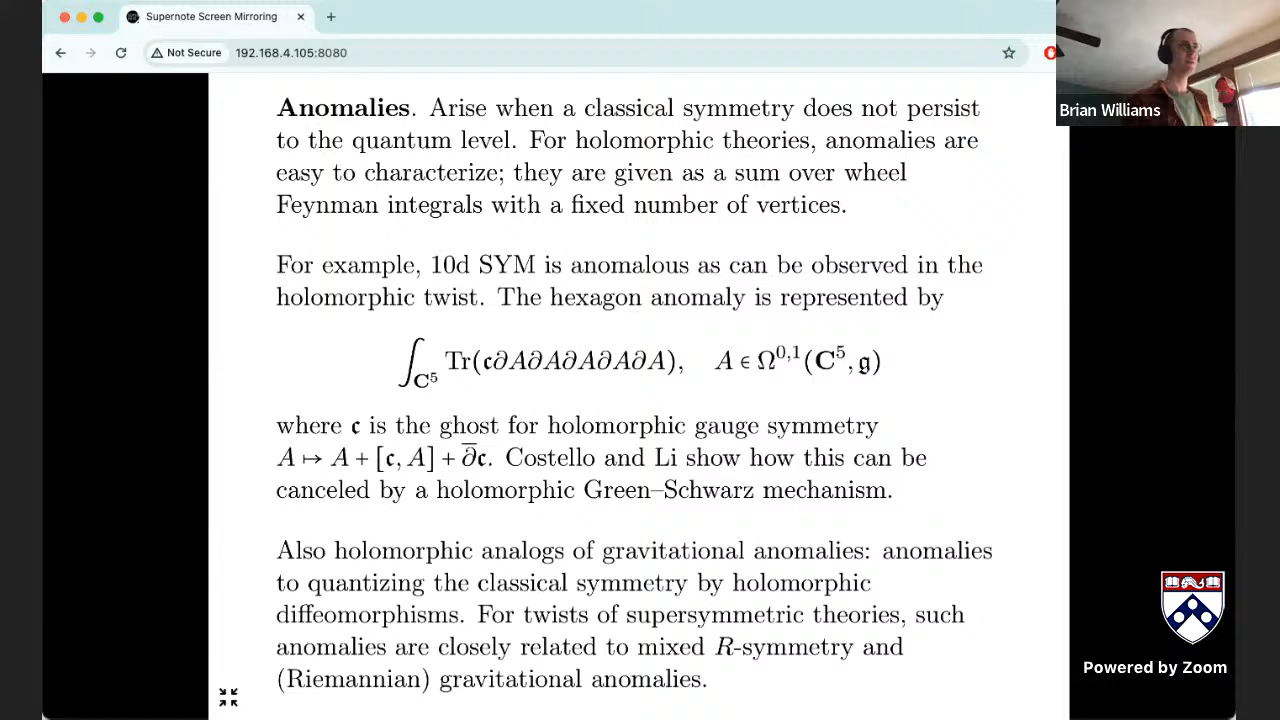 Supernote Screen Mirroring
Not Secure 192.168.4.105:8080
Brian Williams
Anomalies. Arise when a classical symmetry does not persist
to the quantum level. For holomorphic theories, anomalies are
easy to characterize; they are given as a sum over wheel
Feynman integrals with a fixed number of vertices.
For example, 10d SYM is anomalous as can be observed in the
holomorphic twist. The hexagon anomaly is represented by
∫_{C⁵} Tr(𝔠∂A∂A∂A∂A∂A), A ∈ Ω^{0,1}(C⁵, 𝔤)
where 𝔠 is the ghost for holomorphic gauge symmetry
A ↦ A + [𝔠, A] + ∂̄𝔠. Costello and Li show how this can be
canceled by a holomorphic Green–Schwarz mechanism.
Also holomorphic analogs of gravitational anomalies: anomalies
to quantizing the classical symmetry by holomorphic
diffeomorphisms. For twists of supersymmetric theories, such
anomalies are closely related to mixed R-symmetry and
(Riemannian) gravitational anomalies.
Powered by Zoom